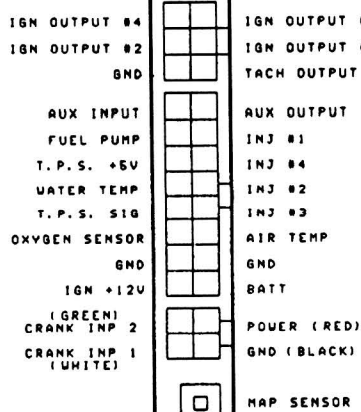 IGN OUTPUT #4
IGN OUTPUT
IGN OUTPUT #2
IGN OUTPUT
GND
TACH OUTPUT
AUX INPUT
AUX OUTPUT
FUEL PUMP
INJ #1
T.P.S. +5V
INJ #4
WATER TEMP
INJ #2
T.P.S. SIG
INJ #3
OXYGEN SENSOR
AIR TEMP
GND
GND
IGN +12V
BATT
(GREEN)
CRANK INP 2
POWER (RED)
CRANK INP 1
(WHITE)
GND (BLACK)
MAP SENSOR